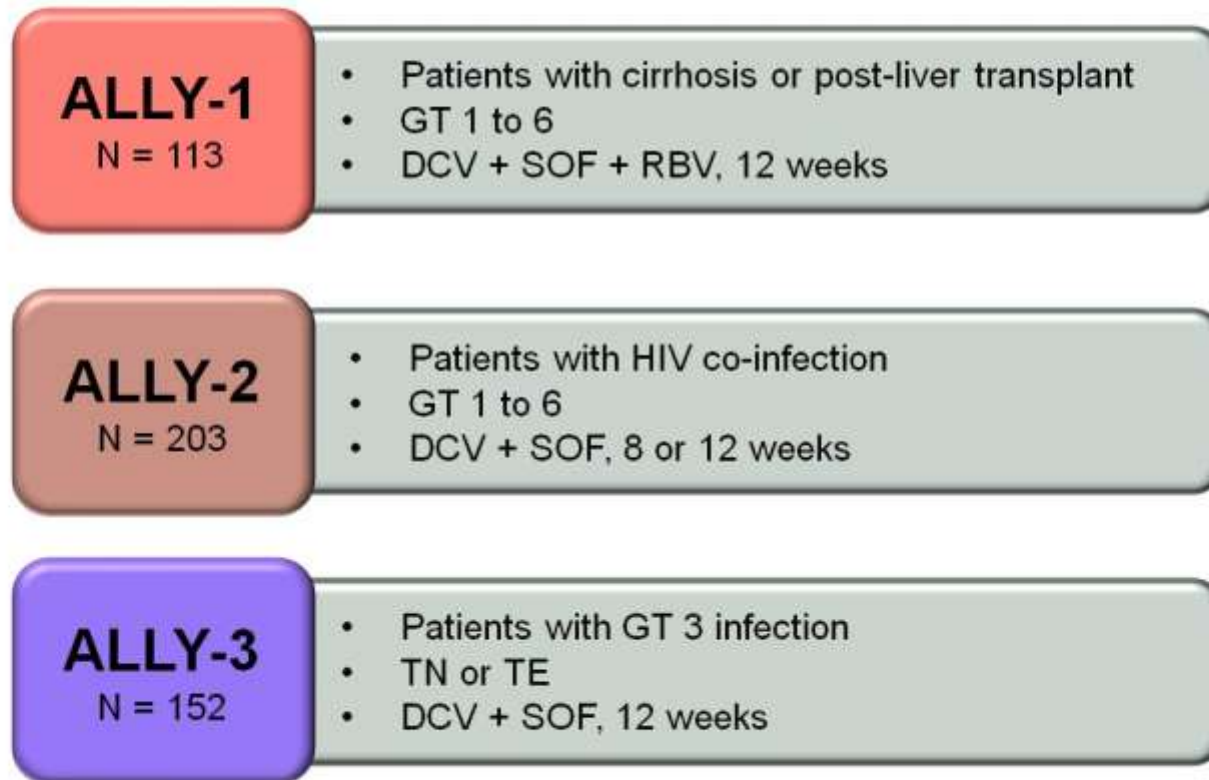 ALLY-1
N = 113
• Patients with cirrhosis or post-liver transplant
• GT 1 to 6
• DCV + SOF + RBV, 12 weeks
ALLY-2
N = 203
• Patients with HIV co-infection
• GT 1 to 6
• DCV + SOF, 8 or 12 weeks
ALLY-3
N = 152
• Patients with GT 3 infection
• TN or TE
• DCV + SOF, 12 weeks